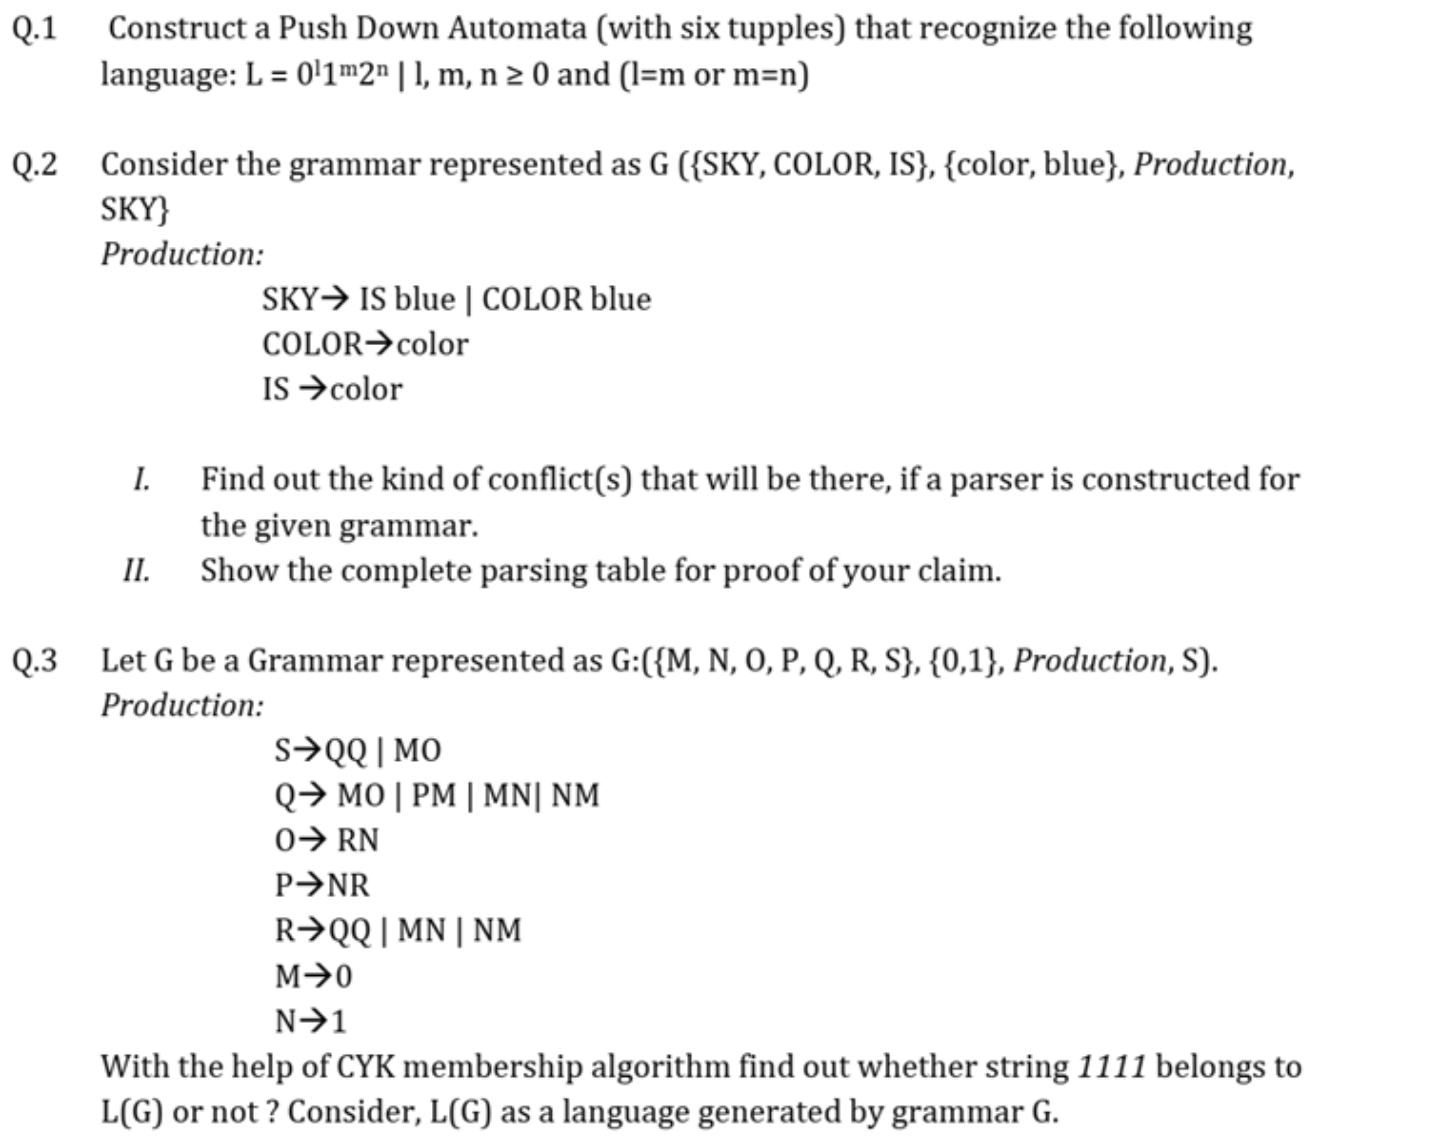 Q.1 Construct a Push Down Automata (with six tupples) that recognize the following
language: L = 0ˡ1ᵐ2ⁿ | l, m, n ≥ 0 and (l=m or m=n)
Q.2 Consider the grammar represented as G ({SKY, COLOR, IS}, {color, blue}, Production,
SKY}
Production:
SKY→ IS blue | COLOR blue
COLOR→color
IS →color
I. Find out the kind of conflict(s) that will be there, if a parser is constructed for
the given grammar.
II. Show the complete parsing table for proof of your claim.
Q.3 Let G be a Grammar represented as G:({M, N, O, P, Q, R, S}, {0,1}, Production, S).
Production:
S→QQ | MO
Q→ MO | PM | MN| NM
O→ RN
P→NR
R→QQ | MN | NM
M→0
N→1
With the help of CYK membership algorithm find out whether string 1111 belongs to
L(G) or not ? Consider, L(G) as a language generated by grammar G.